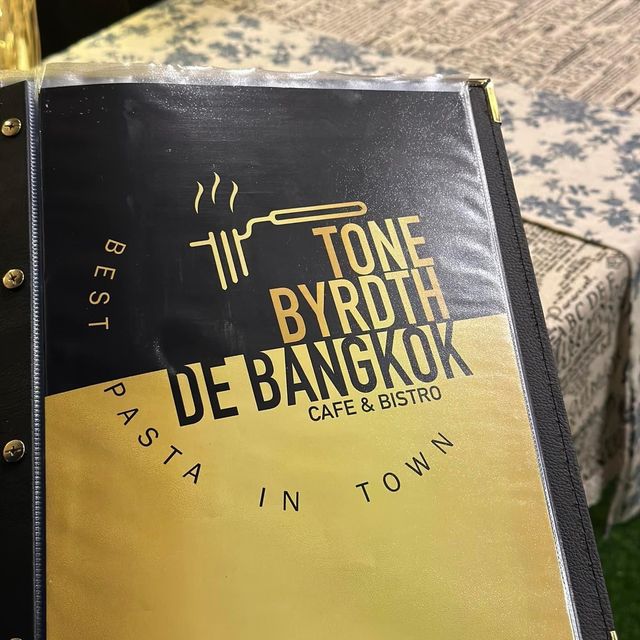 TONE
BYRDTH
DE BANGKOK
CAFE & BISTRO
BEST PASTA IN TOWN